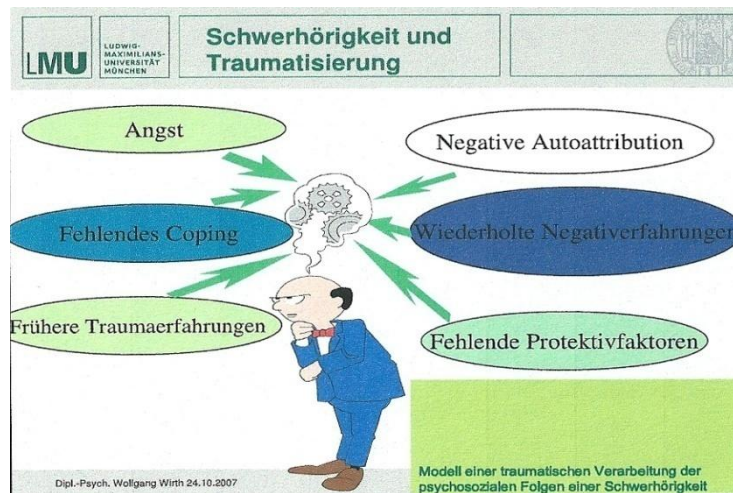 LMU
LUDWIG-
MAXIMILIANS-
UNIVERSITÄT
MÜNCHEN
Schwerhörigkeit und
Traumatisierung
Angst
Negative Autoattribution
Fehlendes Coping
Wiederholte Negativerfahrungen
Frühere Traumaerfahrungen
Fehlende Protektivfaktoren
Dipl.-Psych. Wolfgang Wirth 24.10.2007
Modell einer traumatischen Verarbeitung der
psychosozialen Folgen einer Schwerhörigkeit